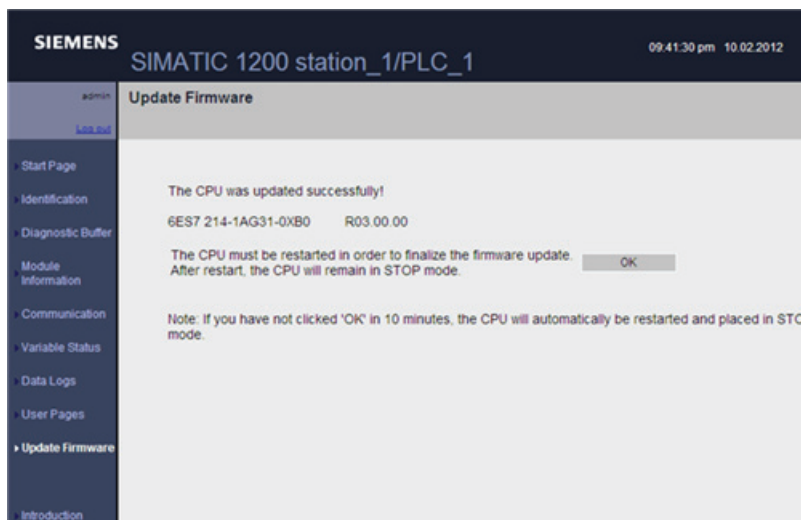 SIEMENS
SIMATIC 1200 station_1/PLC_1
09:41:30 pm 10.02.2012
admin
Log out
Update Firmware
Start Page
Identification
Diagnostic Buffer
Module
Information
Communication
Variable Status
Data Logs
User Pages
Update Firmware
Introduction
The CPU was updated successfully!
6ES7 214-1AG31-0XB0 R03.00.00
The CPU must be restarted in order to finalize the firmware update.
After restart, the CPU will remain in STOP mode.
OK
Note: If you have not clicked 'OK' in 10 minutes, the CPU will automatically be restarted and placed in STO
mode.